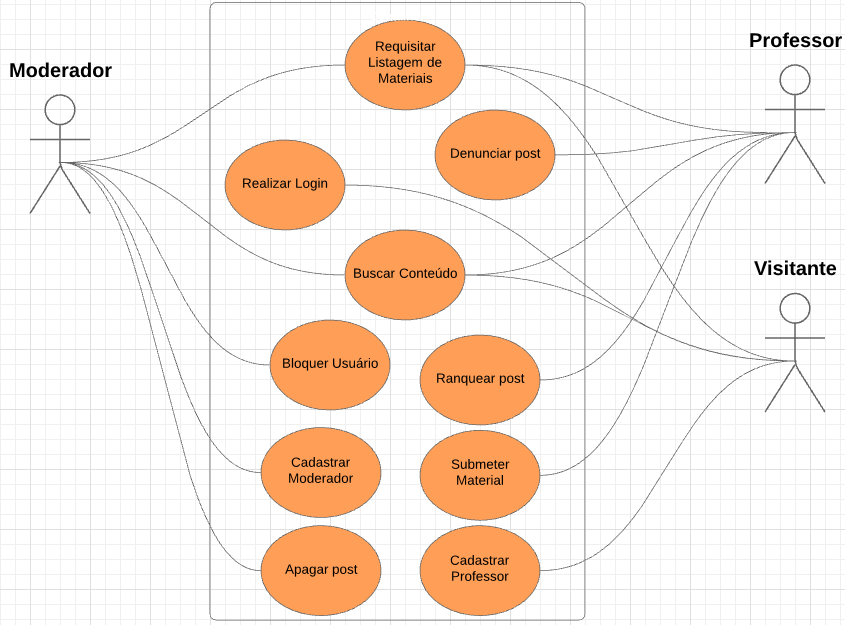 Moderador
Professor
Visitante
Requisitar
Listagem de
Materiais
Denunciar post
Realizar Login
Buscar Conteúdo
Bloquer Usuário
Ranquear post
Cadastrar
Moderador
Submeter
Material
Apagar post
Cadastrar
Professor